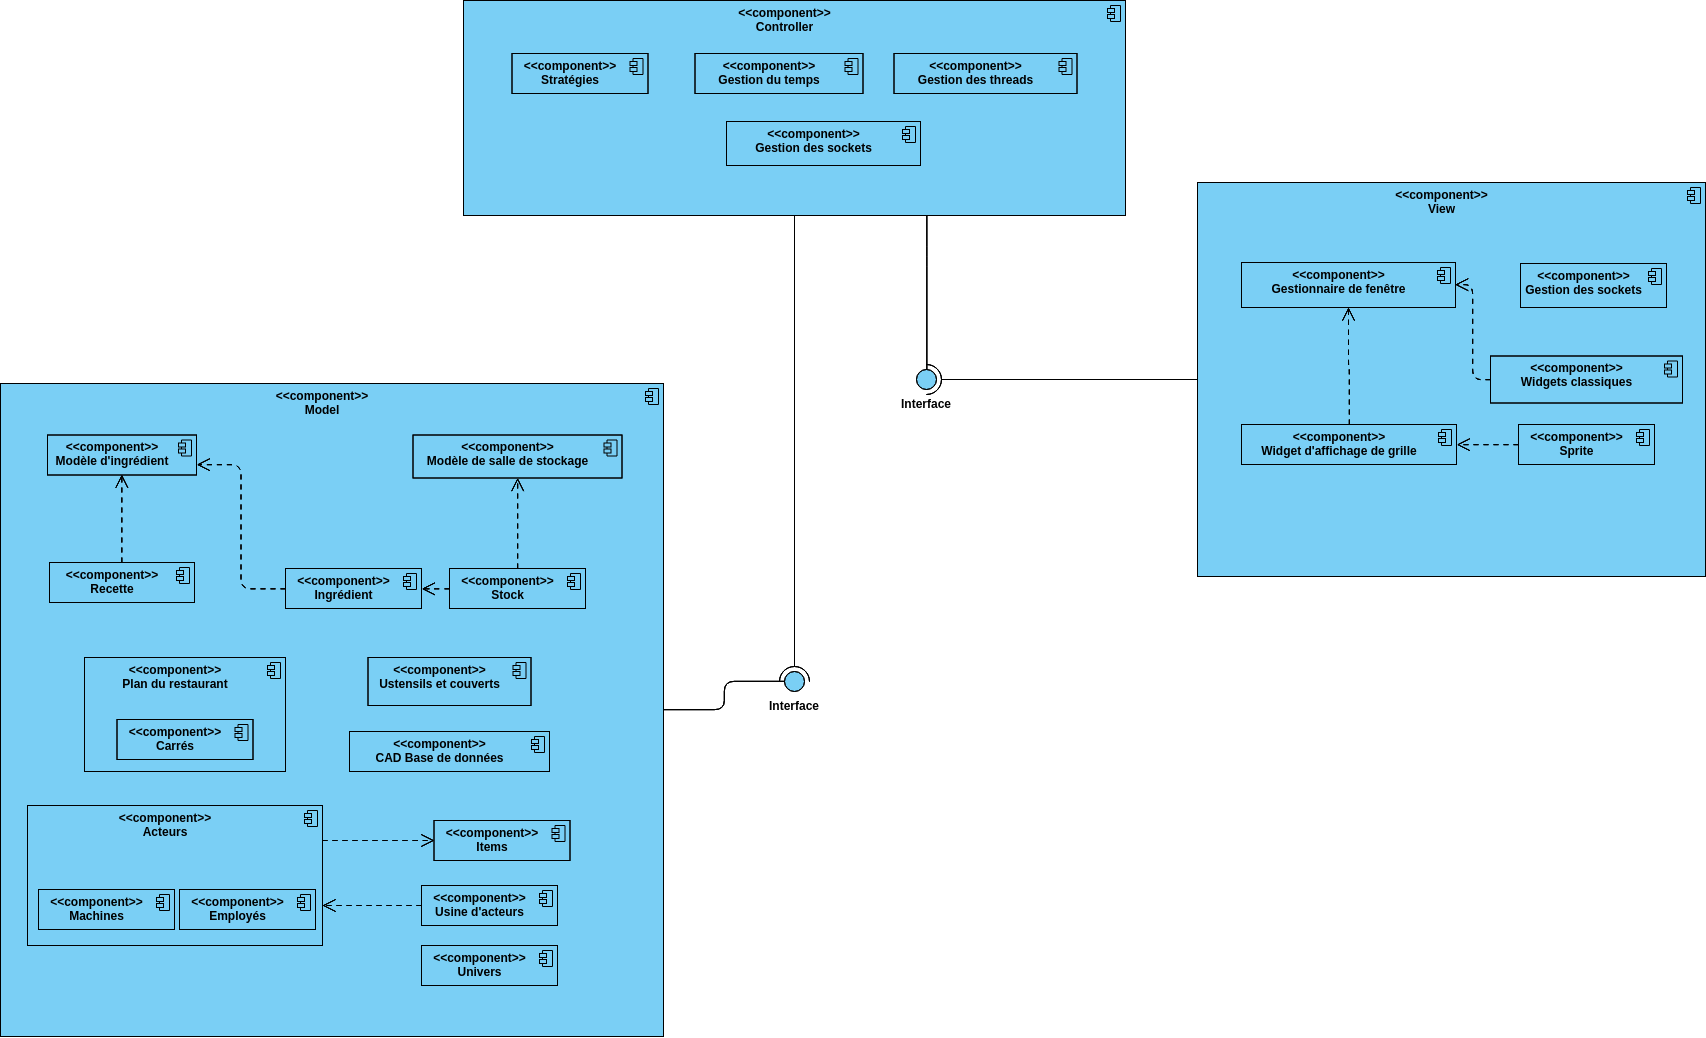 <<component>>
Controller
<<component>>
Stratégies
<<component>>
Gestion du temps
<<component>>
Gestion des threads
<<component>>
Gestion des sockets
<<component>>
View
<<component>>
Gestionnaire de fenêtre
<<component>>
Gestion des sockets
<<component>>
Widgets classiques
<<component>>
Widget d'affichage de grille
<<component>>
Sprite
Interface
<<component>>
Model
<<component>>
Modèle d'ingrédient
<<component>>
Modèle de salle de stockage
<<component>>
Recette
<<component>>
Ingrédient
<<component>>
Stock
<<component>>
Plan du restaurant
<<component>>
Carrés
<<component>>
Ustensils et couverts
<<component>>
CAD Base de données
Interface
<<component>>
Acteurs
<<component>>
Machines
<<component>>
Employés
<<component>>
Items
<<component>>
Usine d'acteurs
<<component>>
Univers